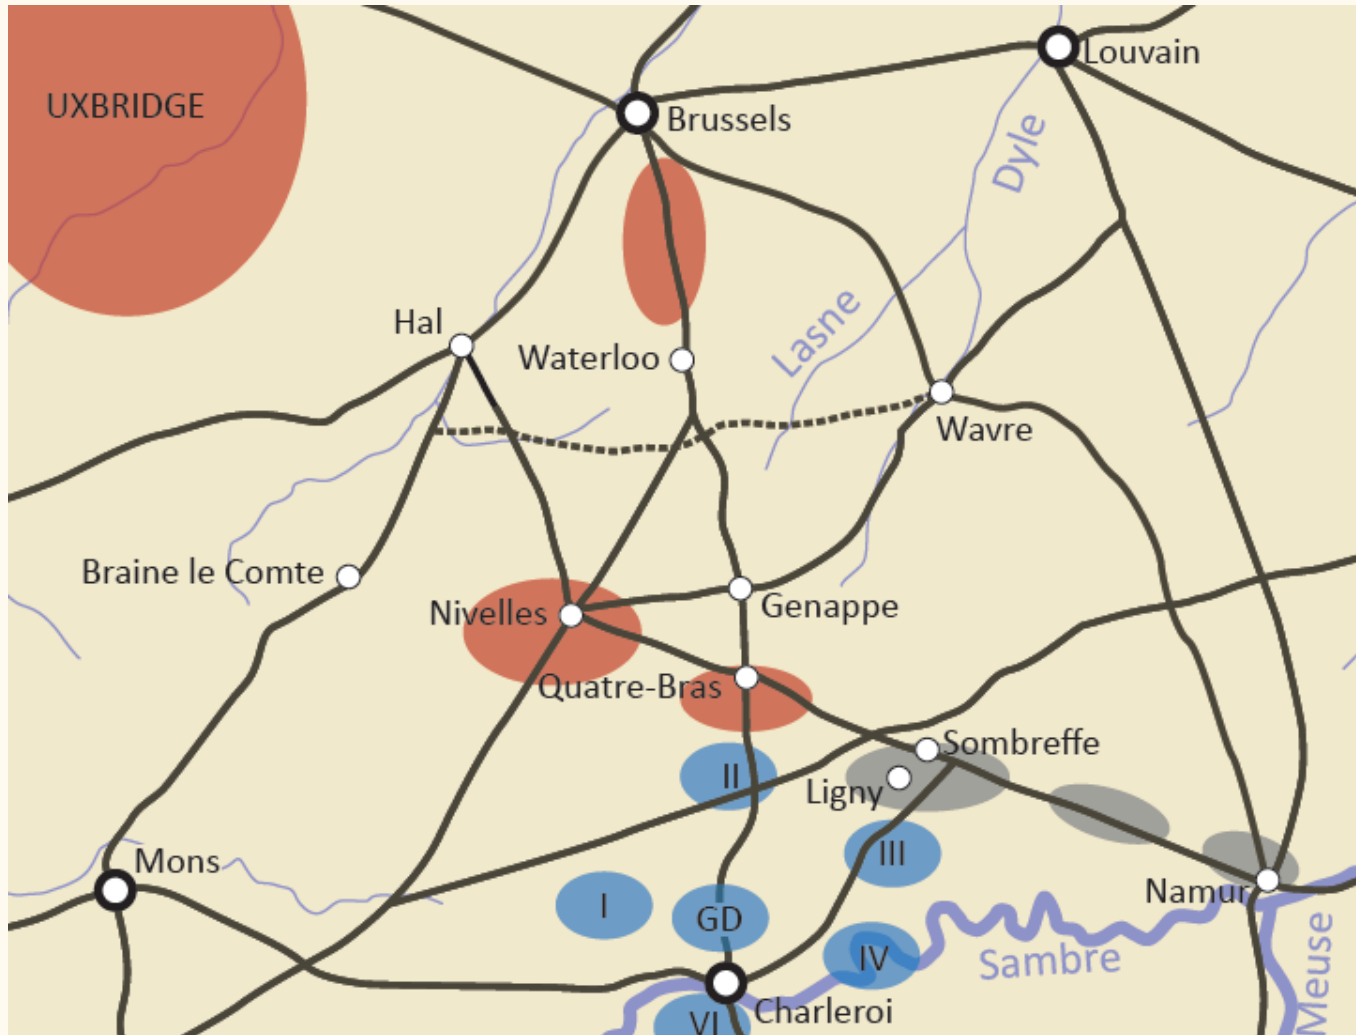 Louvain
UXBRIDGE
Brussels
Dyle
Hal
Lasne
Waterloo
Wavre
Braine le Comte
Nivelles
Genappe
Quatre-Bras
Sombreffe
II
Ligny
III
Mons
Namur
I
GD
IV
Sambre
Meuse
Charleroi
VI